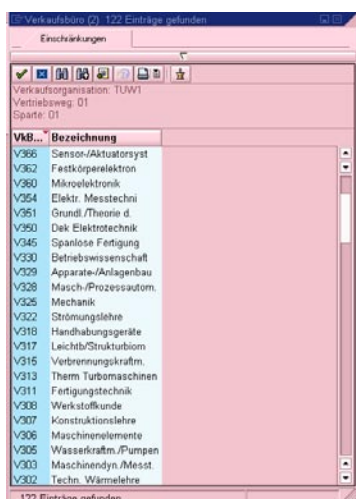 Verkaufsbüro (2) 122 Einträge gefunden
Einschränkungen
Verkaufsorganisation: TUW1
Vertriebsweg: 01
Sparte: 01
VkB... Bezeichnung
V366 Sensor-/Aktuatorsyst
V362 Festkörperelektron
V360 Mikroelektronik
V354 Elektr. Messtechni
V351 Grundl./Theorie d.
V350 Dek Elektrotechnik
V345 Spanlose Fertigung
V330 Betriebswissenschaft
V329 Apparate-/Anlagenbau
V328 Masch-/Prozessautom.
V325 Mechanik
V322 Strömungslehre
V318 Handhabungsgeräte
V317 Leichtb/Strukturbiom
V315 Verbrennungskraftm.
V313 Therm Turbomaschinen
V311 Fertigungstechnik
V308 Werkstoffkunde
V307 Konstruktionslehre
V306 Maschinenelemente
V305 Wasserkraftm./Pumpen
V303 Maschinendyn./Messt.
V302 Techn. Wärmelehre
122 Einträge gefunden